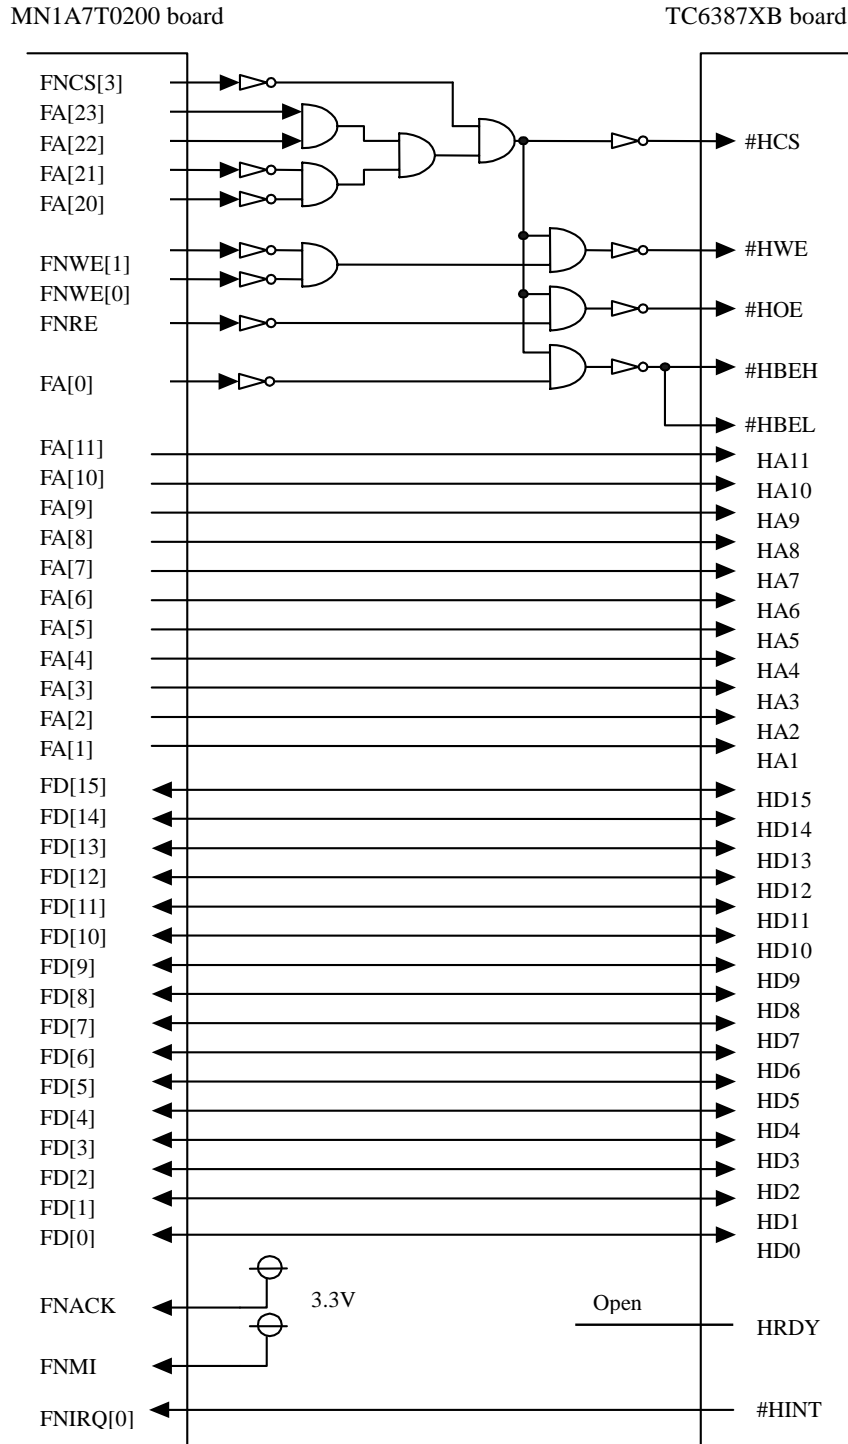 MN1A7T0200 board
TC6387XB board
FNCS[3]
FA[23]
FA[22]
FA[21]
FA[20]
FNWE[1]
FNWE[0]
FNRE
FA[0]
#HCS
#HWE
#HOE
#HBEH
#HBEL
FA[11]
FA[10]
FA[9]
FA[8]
FA[7]
FA[6]
FA[5]
FA[4]
FA[3]
FA[2]
FA[1]
HA11
HA10
HA9
HA8
HA7
HA6
HA5
HA4
HA3
HA2
HA1
FD[15]
FD[14]
FD[13]
FD[12]
FD[11]
FD[10]
FD[9]
FD[8]
FD[7]
FD[6]
FD[5]
FD[4]
FD[3]
FD[2]
FD[1]
FD[0]
HD15
HD14
HD13
HD12
HD11
HD10
HD9
HD8
HD7
HD6
HD5
HD4
HD3
HD2
HD1
HD0
FNACK
3.3V
Open
HRDY
FNMI
FNIRQ[0]
#HINT